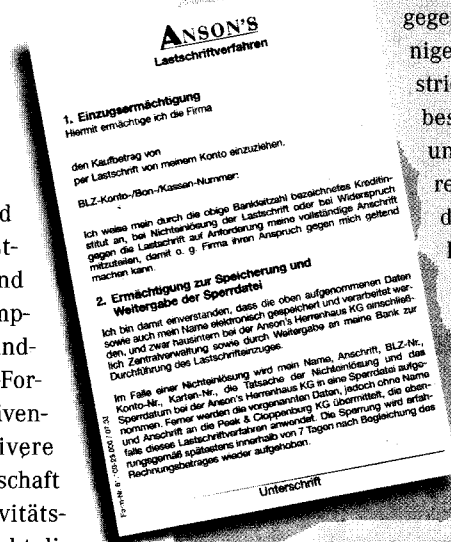 ANSON'S
Lastschriftverfahren
1. Einzugsermächtigung
Hiermit ermächtige ich die Firma
den Kaufbetrag von
per Lastschrift von meinem Konto einzuziehen.
BLZ-Konto-/Bon-/Kassen-Nummer:
Ich weise mein durch die obige Bankleitzahl bezeichnetes Kreditin-
stitut an, bei Nichteinlösung der Lastschrift oder bei Widerspruch
gegen die Lastschrift auf Anforderung meine vollständige Anschrift
mitzuteilen, damit o. g. Firma ihren Anspruch gegen mich geltend
machen kann.
2. Ermächtigung zur Speicherung und
Weitergabe der Sperrdatei
Ich bin damit einverstanden, dass die oben aufgenommenen Daten
sowie auch mein Name elektronisch gespeichert und verarbeitet wer-
den, und zwar hausintern bei der Anson's Herrenhaus KG einschließ-
lich Zentralverwaltung sowie durch Weitergabe an meine Bank zur
Durchführung des Lastschrifteinzuges.
Im Falle einer Nichteinlösung wird mein Name, Anschrift, BLZ-Nr.,
Konto-Nr., Karten-Nr., die Tatsache der Nichteinlösung und das
Sperrdatum bei der Anson's Herrenhaus KG in eine Sperrdatei aufge-
nommen. Ferner werden die vorgenannten Daten, jedoch ohne Name
und Anschrift an die Peek & Cloppenburg KG übermittelt, die eben-
falls dieses Lastschriftverfahren anwendet. Die Sperrung wird erfah-
rungsgemäß spätestens innerhalb von 7 Tagen nach Begleichung des
Rechnungsbetrages wieder aufgehoben.
Unterschrift
gegen
nige
stri
bes
un
re
d
d
st-
nd
mp-
nd-
-For-
iven-
ivere
schaft
vitäts-